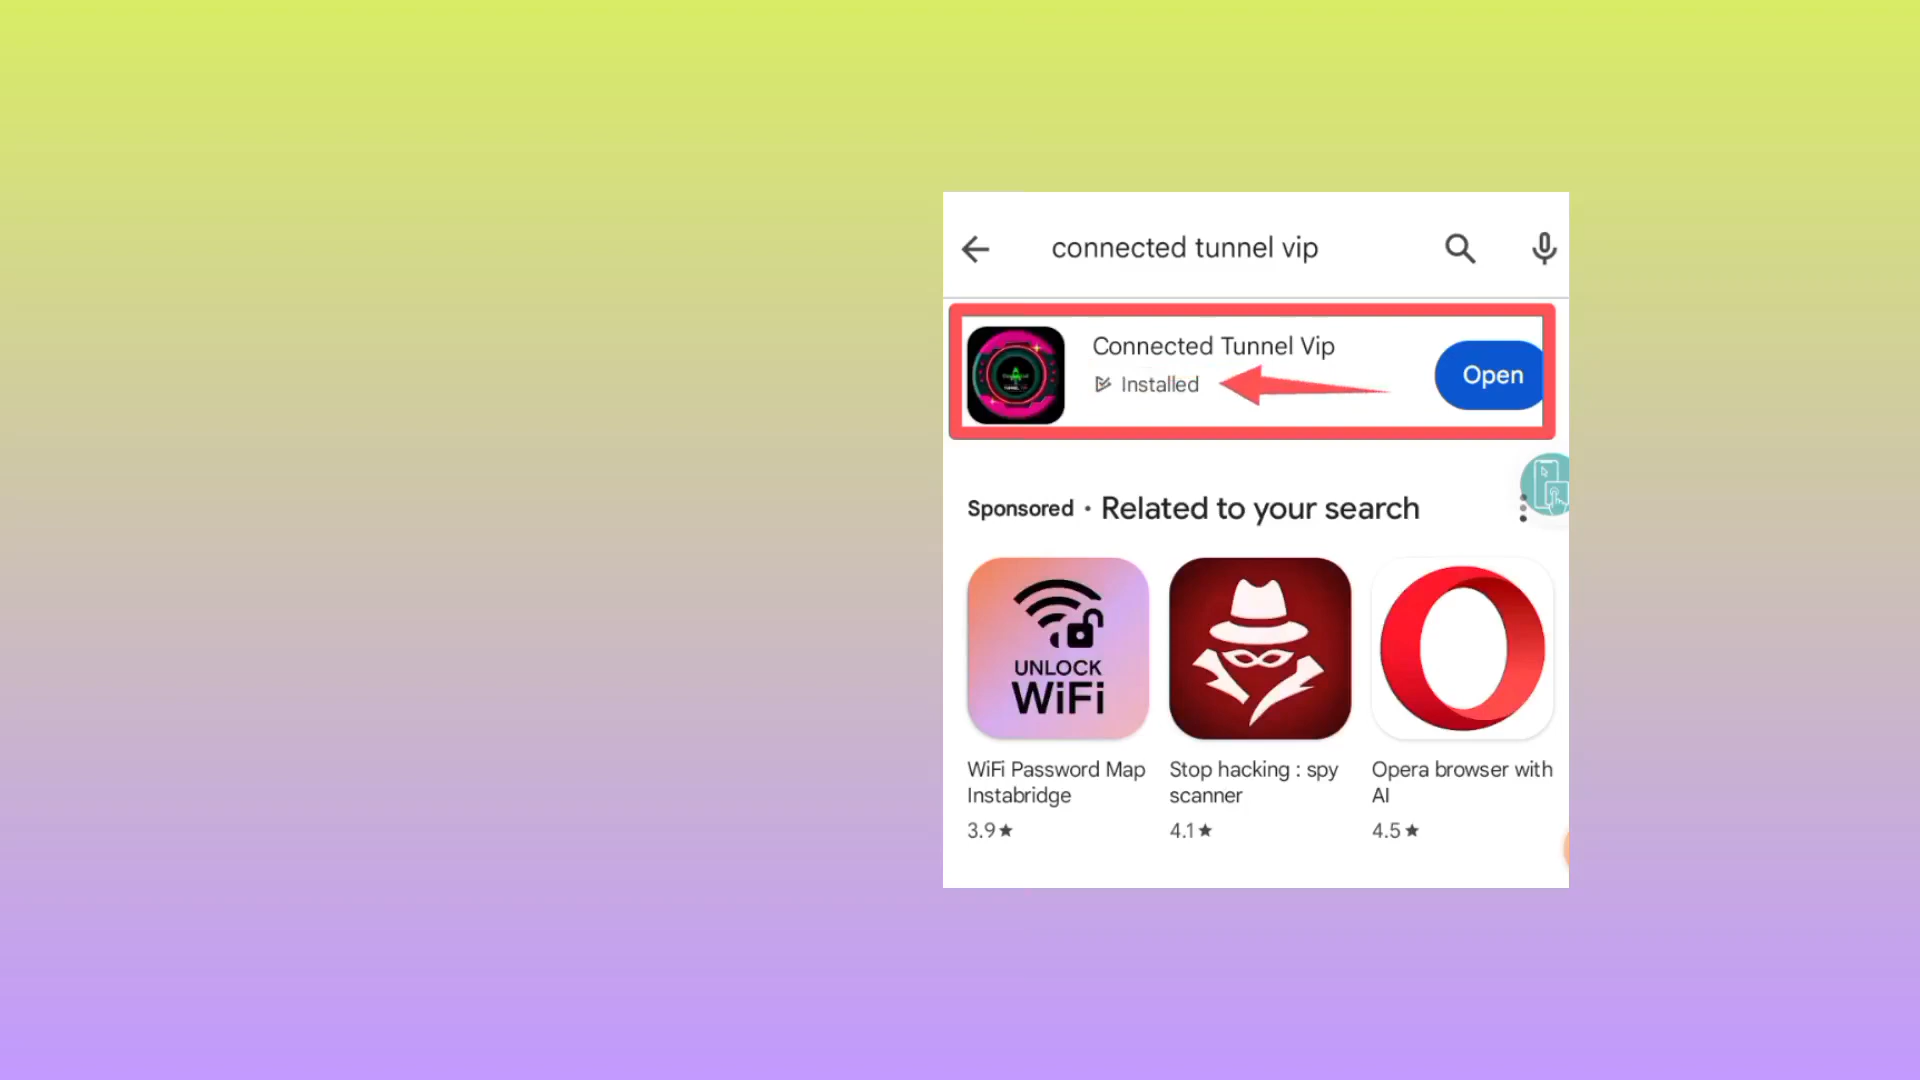 connected tunnel vip
Connected Tunnel Vip
Installed
Open
Sponsored • Related to your search
UNLOCK
WiFi
WiFi Password Map
Instabridge
3.9★
Stop hacking : spy
scanner
4.1★
Opera browser with
AI
4.5★